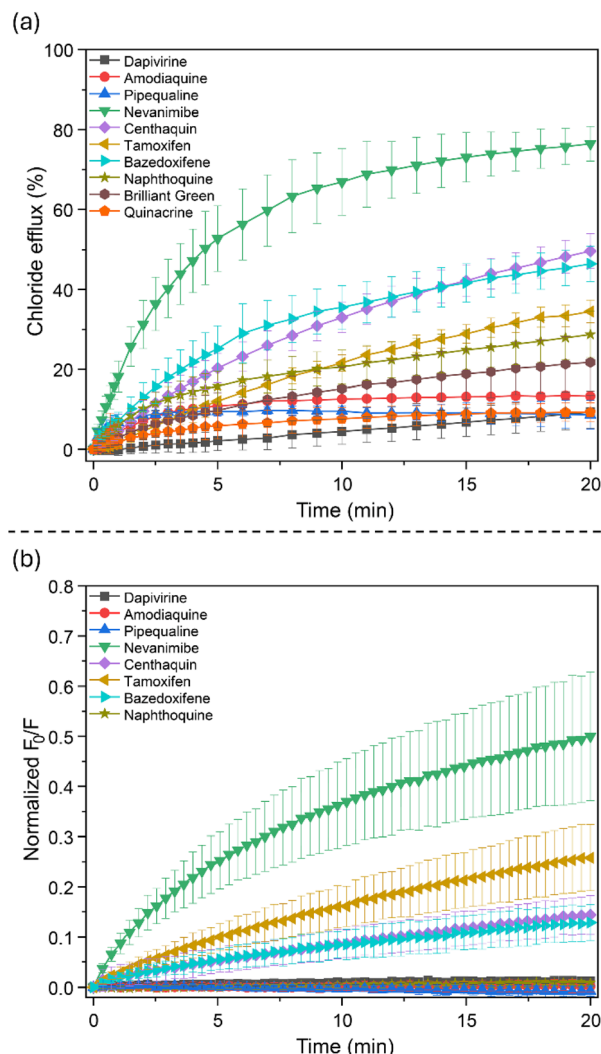 (a)
100
80
60
40
20
0
Chloride efflux (%)
Dapivirine
Amodiaquine
Pipequaline
Nevanimibe
Centhaquin
Tamoxifen
Bazedoxifene
Naphthoquine
Brilliant Green
Quinacrine
0 5 10 15 20
Time (min)
(b)
0.8
0.7
0.6
0.5
0.4
0.3
0.2
0.1
0.0
Normalized F₀/F
Dapivirine
Amodiaquine
Pipequaline
Nevanimibe
Centhaquin
Tamoxifen
Bazedoxifene
Naphthoquine
0 5 10 15 20
Time (min)